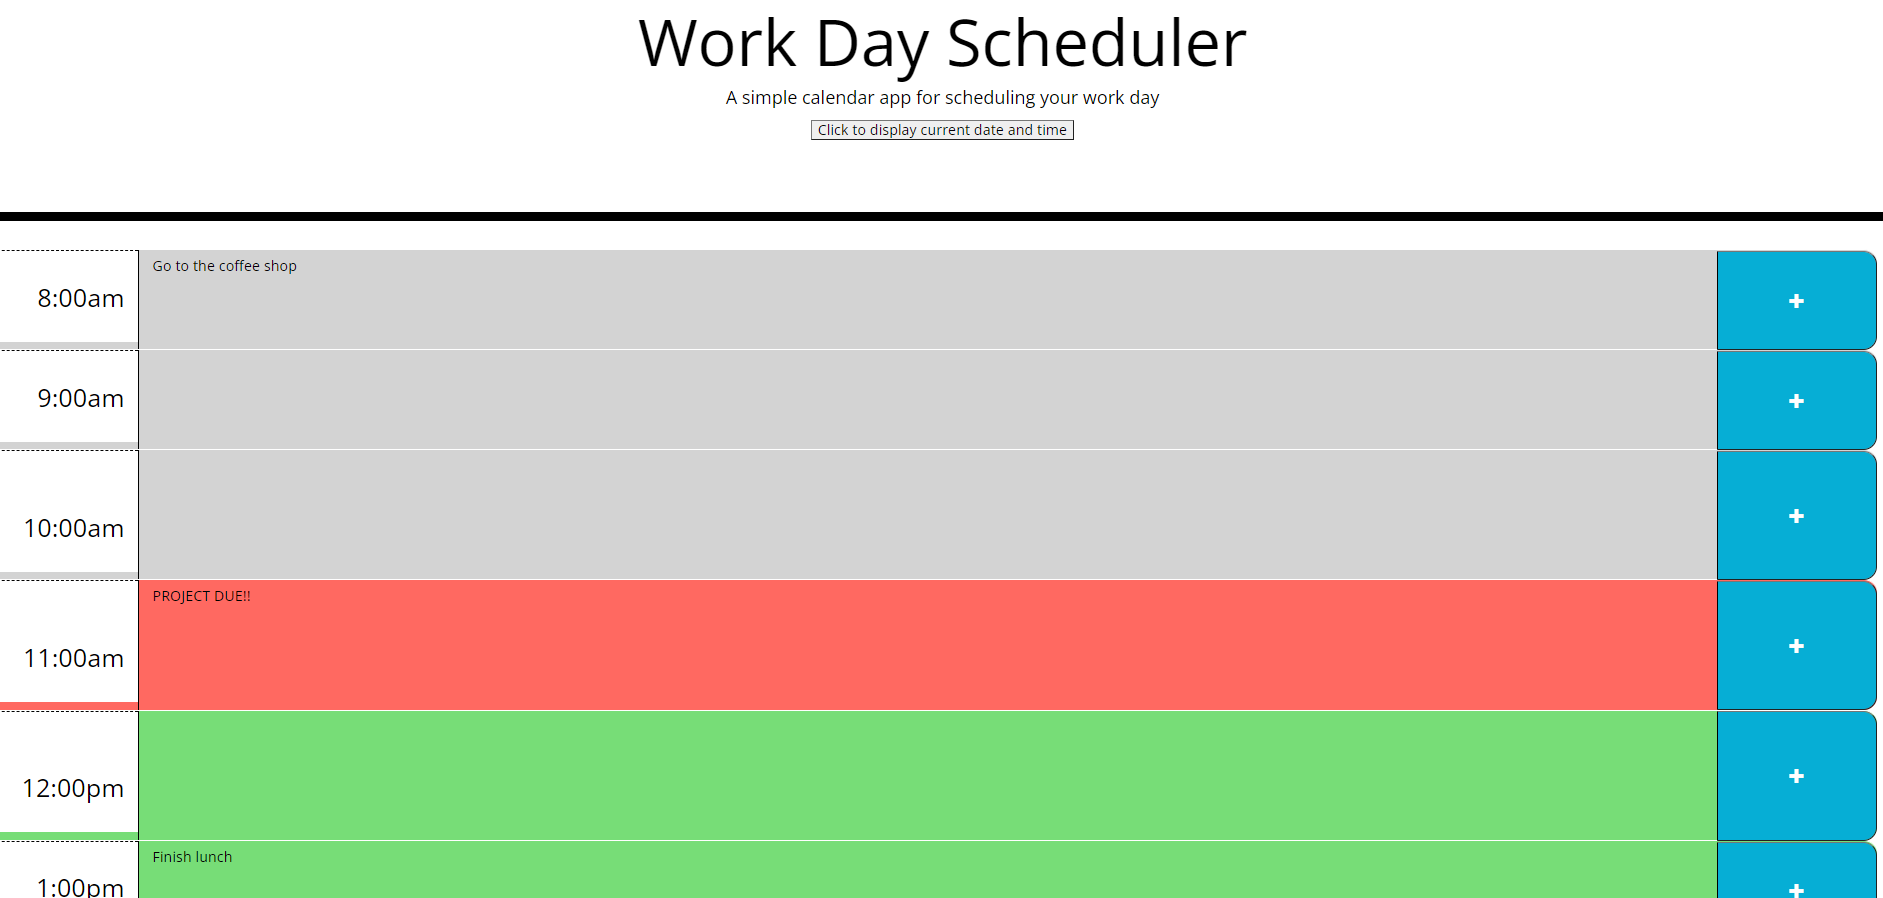 Work Day Scheduler
A simple calendar app for scheduling your work day
Click to display current date and time
8:00am
Go to the coffee shop
9:00am
10:00am
11:00am
PROJECT DUE!!
12:00pm
1:00pm
Finish lunch